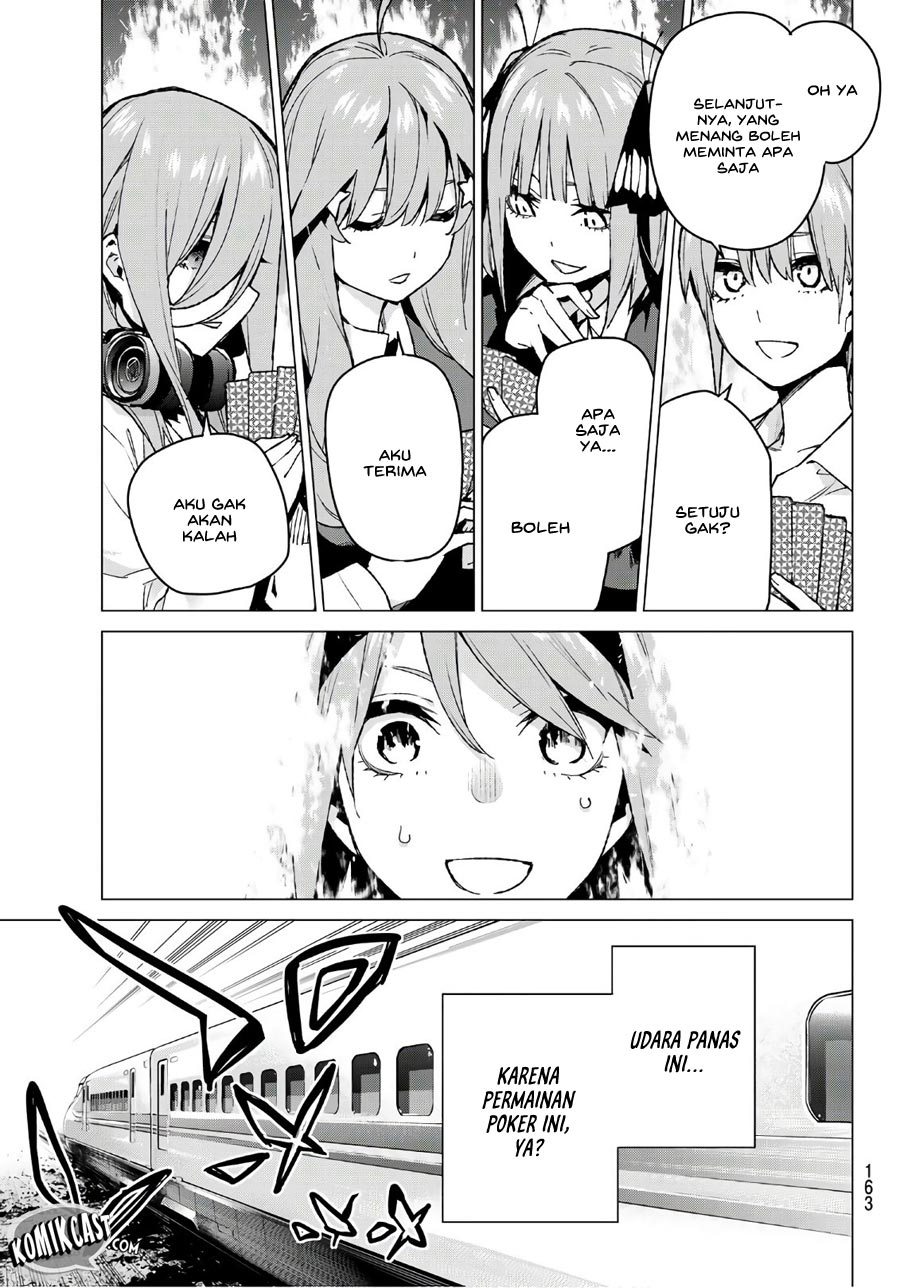 OH YA
SELANJUT-
NYA, YANG
MENANG BOLEH
MEMINTA APA
SAJA
SETUJU
GAK?
APA
SAJA
YA...
BOLEH
AKU
TERIMA
AKU GAK
AKAN
KALAH
UDARA PANAS
INI...
KARENA
PERMAINAN
POKER INI,
YA?
163
KOMIKCAST
.COM